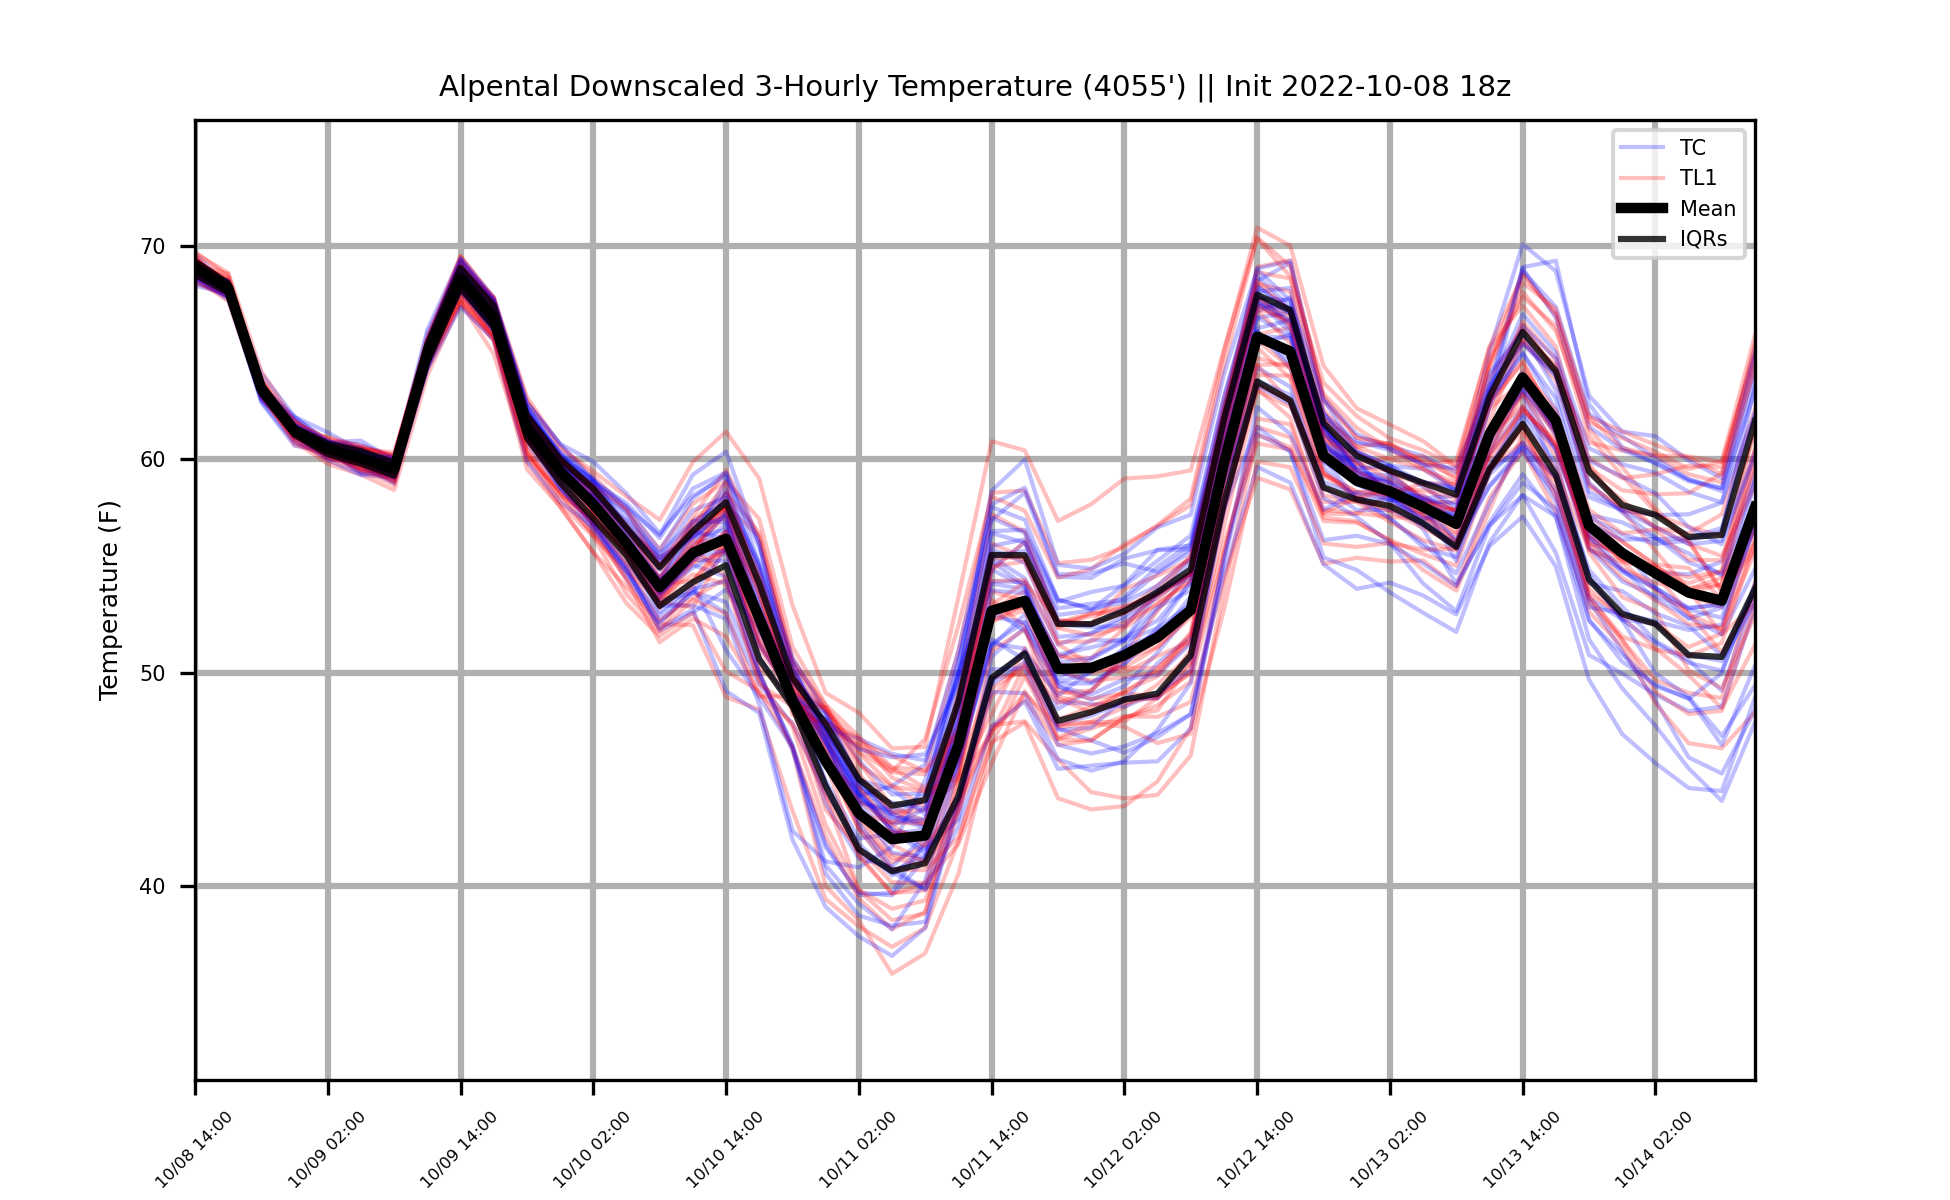 Alpental Downscaled 3-Hourly Temperature (4055') || Init 2022-10-08 18z
TC
TL1
Mean
IQRs
Temperature (F)
70
60
50
40
10/08 14:00
10/09 02:00
10/09 14:00
10/10 02:00
10/10 14:00
10/11 02:00
10/11 14:00
10/12 02:00
10/12 14:00
10/13 02:00
10/13 14:00
10/14 02:00